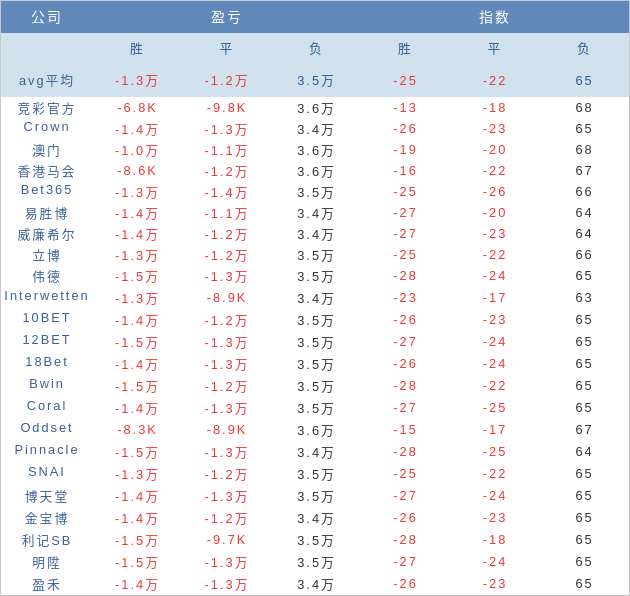 公司 盈亏 指数
胜 平 负 胜 平 负
avg平均 -1.3万 -1.2万 3.5万 -25 -22 65
竞彩官方 -6.8K -9.8K 3.6万 -13 -18 68
Crown -1.4万 -1.3万 3.4万 -26 -23 65
澳门 -1.0万 -1.1万 3.6万 -19 -20 68
香港马会 -8.6K -1.2万 3.6万 -16 -22 67
Bet365 -1.3万 -1.4万 3.5万 -25 -26 66
易胜博 -1.4万 -1.1万 3.4万 -27 -20 64
威廉希尔 -1.4万 -1.2万 3.4万 -27 -23 64
立博 -1.3万 -1.2万 3.5万 -25 -22 66
伟德 -1.5万 -1.3万 3.5万 -28 -24 65
Interwetten -1.3万 -8.9K 3.4万 -23 -17 63
10BET -1.4万 -1.2万 3.5万 -26 -23 65
12BET -1.5万 -1.3万 3.5万 -27 -24 65
18Bet -1.4万 -1.3万 3.5万 -26 -24 65
Bwin -1.5万 -1.2万 3.5万 -28 -22 65
Coral -1.4万 -1.3万 3.5万 -27 -25 65
Oddset -8.3K -8.9K 3.6万 -15 -17 67
Pinnacle -1.5万 -1.3万 3.4万 -28 -25 64
SNAI -1.3万 -1.2万 3.5万 -25 -22 65
博天堂 -1.4万 -1.3万 3.5万 -27 -24 65
金宝博 -1.4万 -1.2万 3.4万 -26 -23 65
利记SB -1.5万 -9.7K 3.5万 -28 -18 65
明陞 -1.5万 -1.3万 3.5万 -27 -24 65
盈禾 -1.4万 -1.3万 3.4万 -26 -23 65